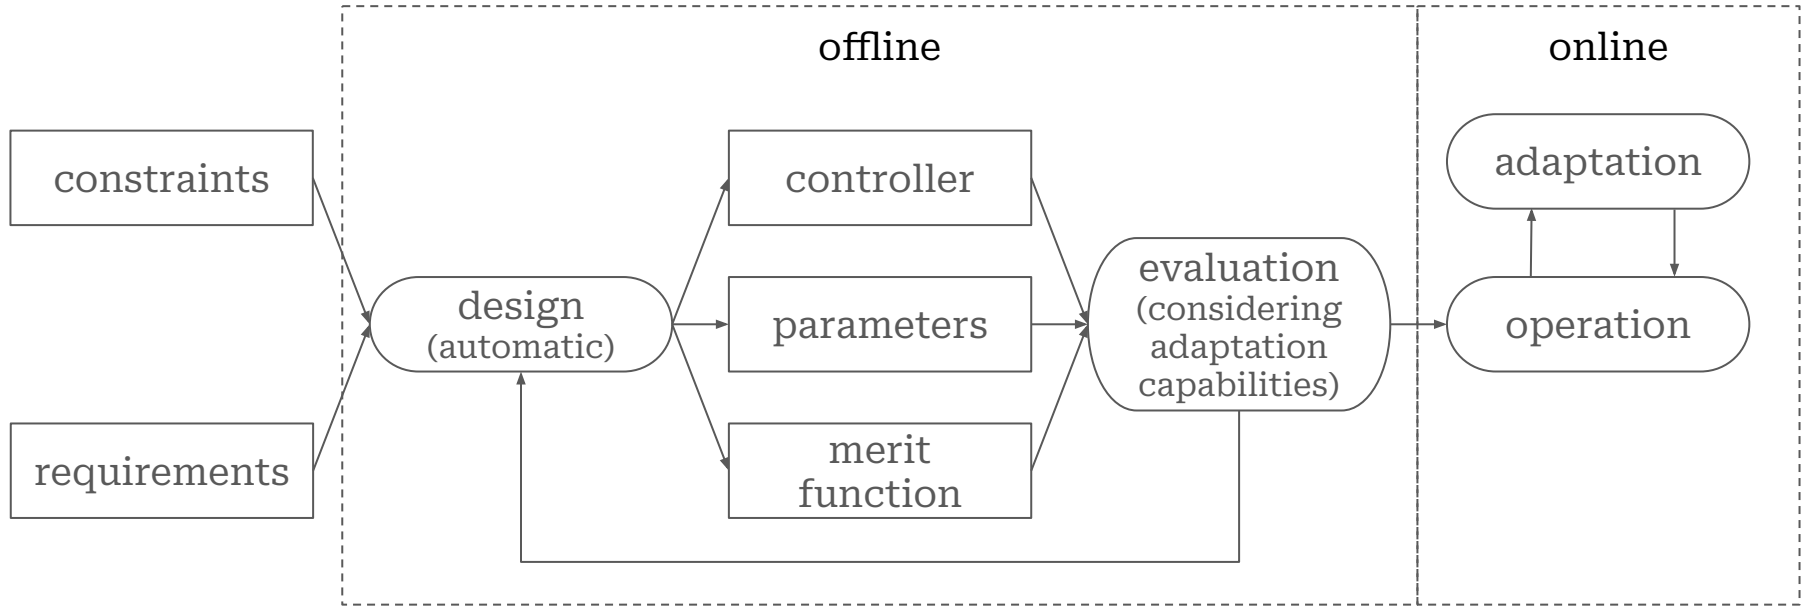 offline
online
constraints
requirements
design
(automatic)
controller
parameters
merit
function
evaluation
(considering
adaptation
capabilities)
adaptation
operation